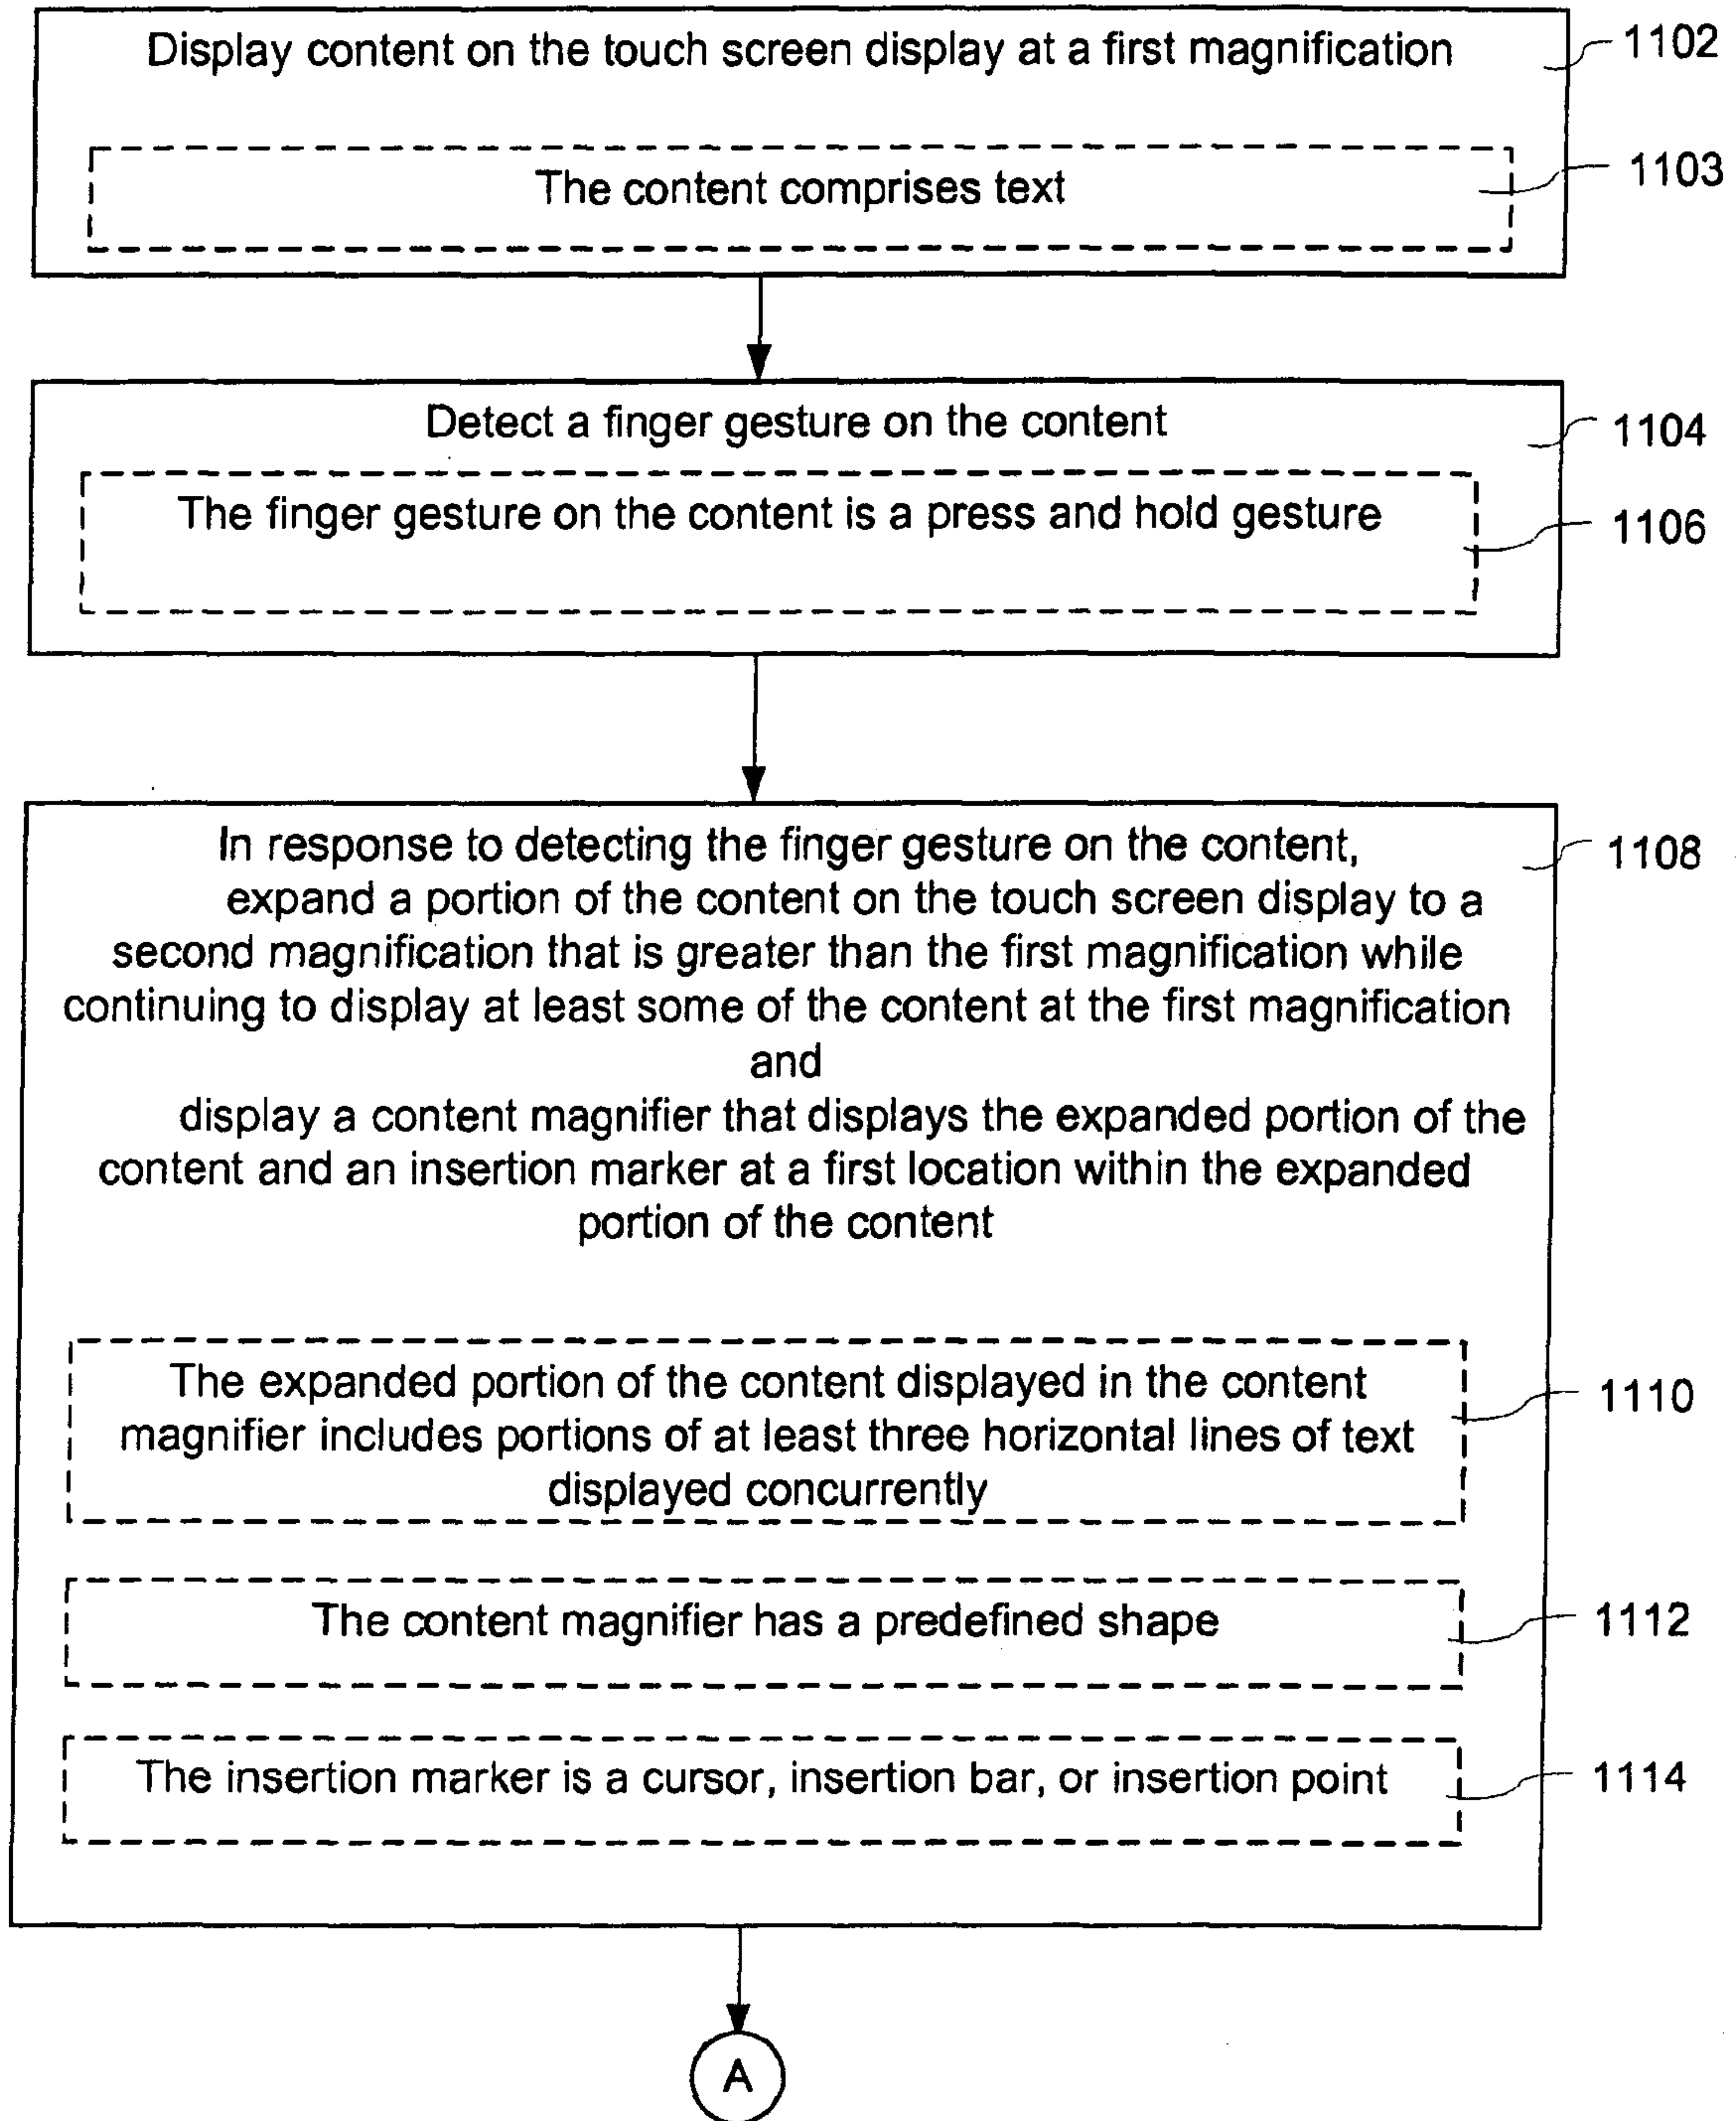 Display content on the touch screen display at a first magnification
1102
The content comprises text
1103
Detect a finger gesture on the content
1104
The finger gesture on the content is a press and hold gesture
1106
In response to detecting the finger gesture on the content,
1108
expand a portion of the content on the touch screen display to a
second magnification that is greater than the first magnification while
continuing to display at least some of the content at the first magnification
and
display a content magnifier that displays the expanded portion of the
content and an insertion marker at a first location within the expanded
portion of the content
The expanded portion of the content displayed in the content
1110
magnifier includes portions of at least three horizontal lines of text
displayed concurrently
The content magnifier has a predefined shape
1112
The insertion marker is a cursor, insertion bar, or insertion point
1114
A